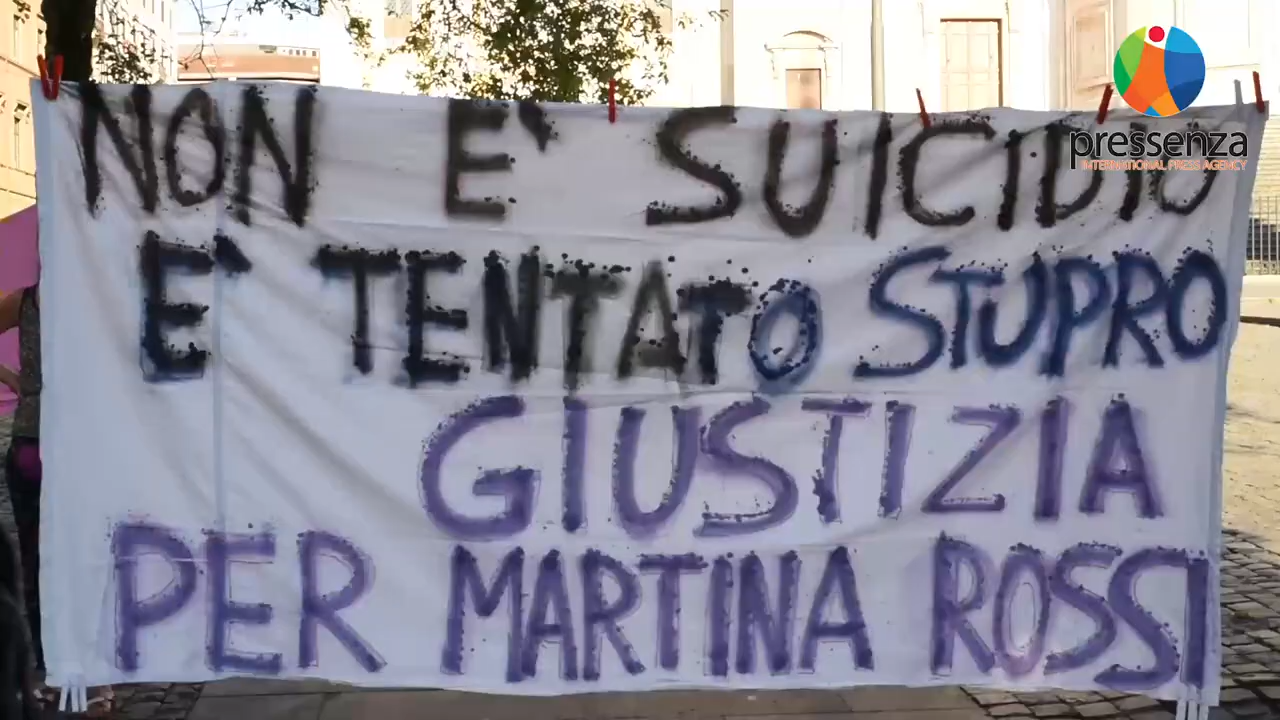 NON E' SUICIDIO
E' TENTATO STUPRO
GIUSTIZIA
PER MARTINA ROSSI
pressenza
INTERNATIONAL PRESS AGENCY